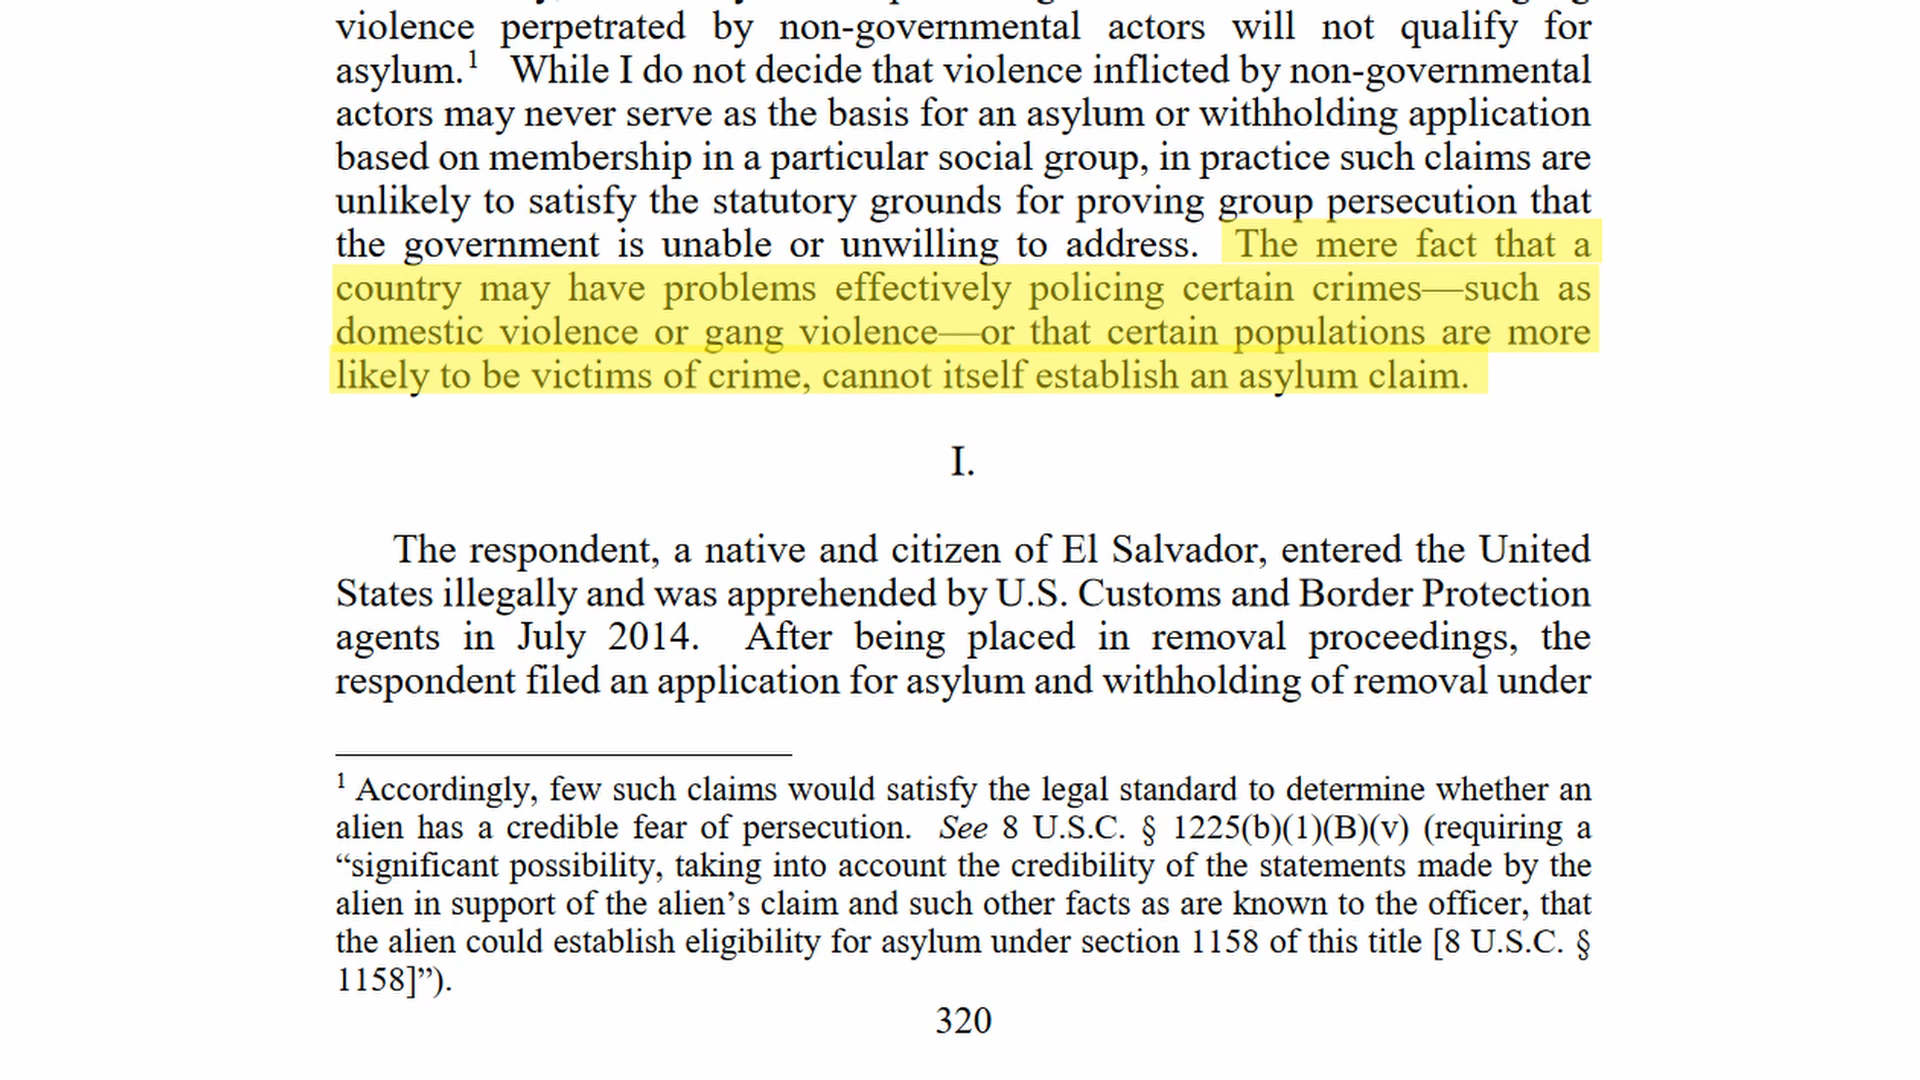 violence perpetrated by non-governmental actors will not qualify for
asylum.1 While I do not decide that violence inflicted by non-governmental
actors may never serve as the basis for an asylum or withholding application
based on membership in a particular social group, in practice such claims are
unlikely to satisfy the statutory grounds for proving group persecution that
the government is unable or unwilling to address. The mere fact that a
country may have problems effectively policing certain crimes—such as
domestic violence or gang violence—or that certain populations are more
likely to be victims of crime, cannot itself establish an asylum claim.
I.
The respondent, a native and citizen of El Salvador, entered the United
States illegally and was apprehended by U.S. Customs and Border Protection
agents in July 2014. After being placed in removal proceedings, the
respondent filed an application for asylum and withholding of removal under
1 Accordingly, few such claims would satisfy the legal standard to determine whether an
alien has a credible fear of persecution. See 8 U.S.C. § 1225(b)(1)(B)(v) (requiring a
“significant possibility, taking into account the credibility of the statements made by the
alien in support of the alien’s claim and such other facts as are known to the officer, that
the alien could establish eligibility for asylum under section 1158 of this title [8 U.S.C. §
1158]”).
320